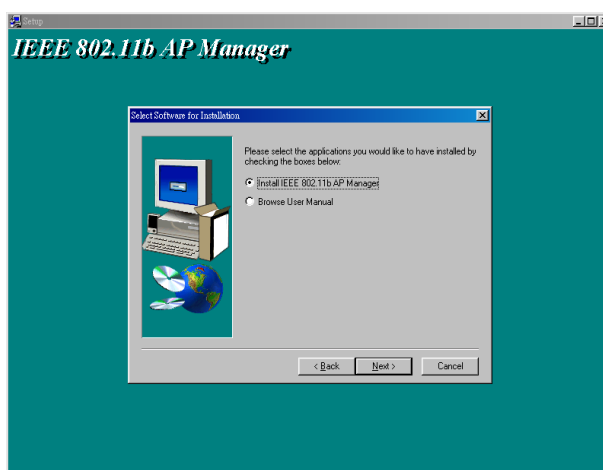 Setup
IEEE 802.11b AP Manager
Select Software for Installation
Please select the applications you would like to have installed by
checking the boxes below:
Install IEEE 802.11b AP Manager
Browse User Manual
< Back
Next >
Cancel